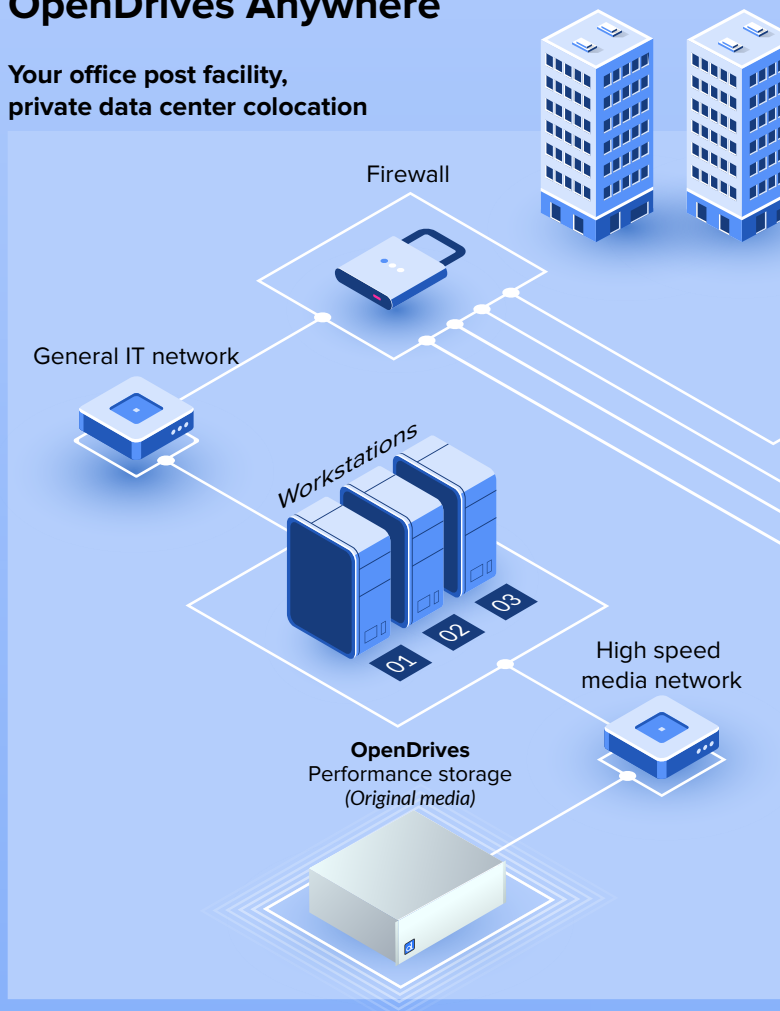 OpenDrives Anywhere
Your office post facility,
private data center colocation
Firewall
General IT network
Workstations
01
02
03
High speed
media network
OpenDrives
Performance storage
(Original media)